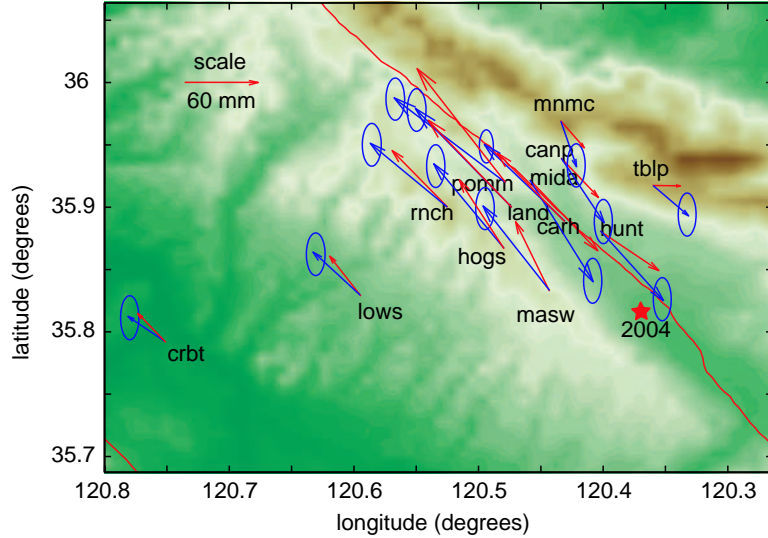 scale
36
60 mm
mnmc
canp
tblp
mida
pomm
35.9
rnch
land
carh
hunt
hogs
latitude (degrees)
lows
masw
35.8
2004
crbt
35.7
120.8
120.7
120.6
120.5
120.4
120.3
longitude (degrees)